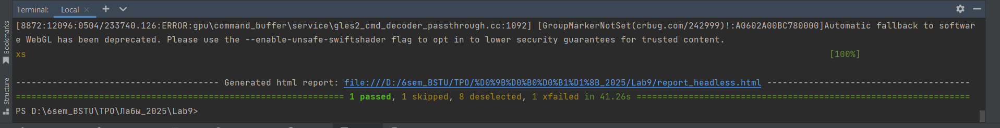 Terminal: Local
[8872:12096:0504/233740.126:ERROR:gpu\command_buffer\service\gles2_cmd_decoder_passthrough.cc:1092] [GroupMarkerNotSet(crbug.com/242999)!:A0602A00BC780000]Automatic fallback to softwar
e WebGL has been deprecated. Please use the --enable-unsafe-swiftshader flag to opt in to lower security guarantees for trusted content.
xs [100%]
--------------------------------------- Generated html report: file:///D:/6sem_BSTU/TPO/%D0%9B%D0%B0%D0%B1%D1%8B_2025/Lab9/report_headless.html ---------------------------------------
=============================================================== 1 passed, 1 skipped, 8 deselected, 1 xfailed in 41.26s ================================================================
PS D:\6sem_BSTU\TPO\Лабы_2025\Lab9>
Bookmarks
Structure